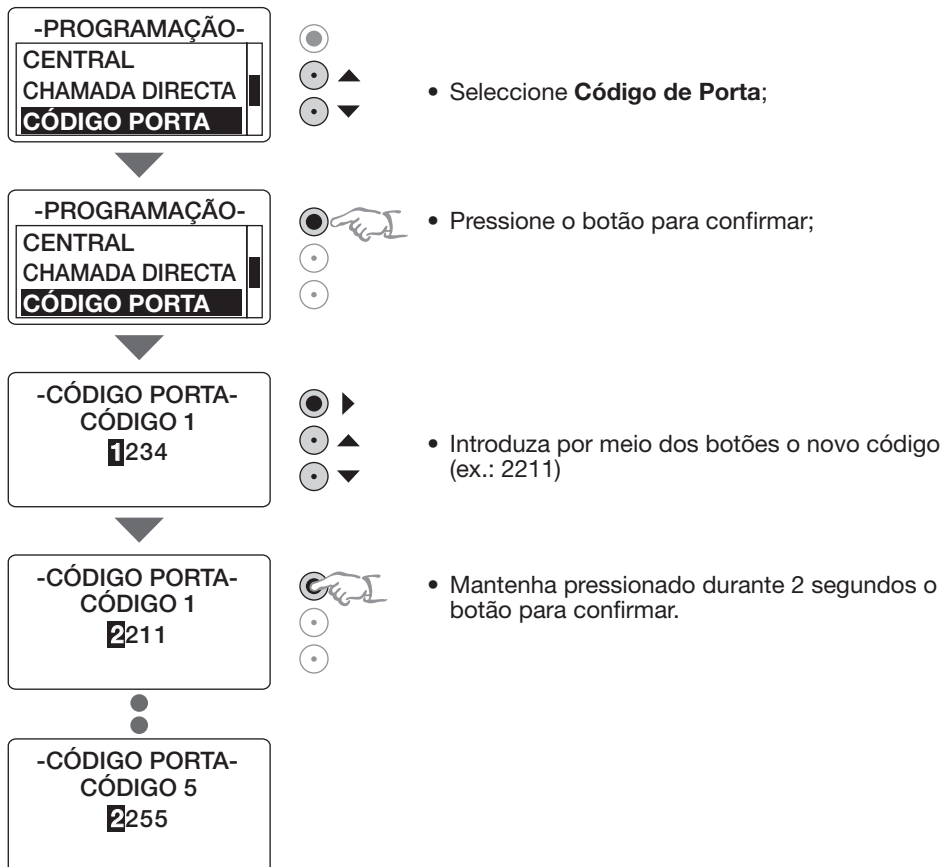 -PROGRAMAÇÃO-
CENTRAL
CHAMADA DIRECTA
CÓDIGO PORTA
• Seleccione Código de Porta;
-PROGRAMAÇÃO-
CENTRAL
CHAMADA DIRECTA
CÓDIGO PORTA
• Pressione o botão para confirmar;
-CÓDIGO PORTA-
CÓDIGO 1
1234
• Introduza por meio dos botões o novo código
(ex.: 2211)
-CÓDIGO PORTA-
CÓDIGO 1
2211
• Mantenha pressionado durante 2 segundos o
botão para confirmar.
-CÓDIGO PORTA-
CÓDIGO 5
2255